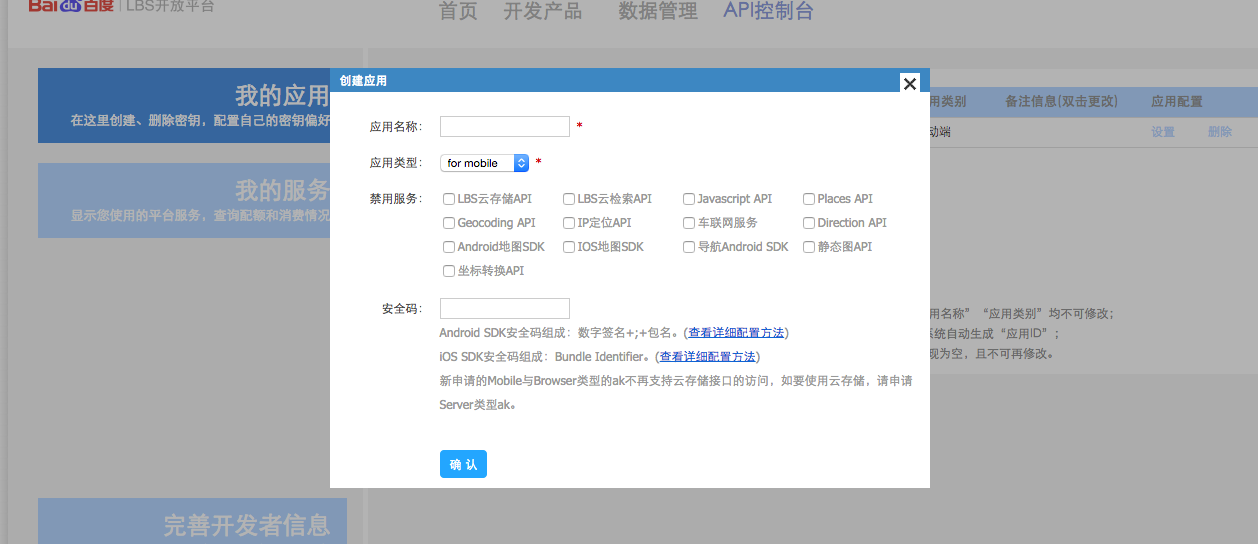 Bai du 百度 | LBS开放平台
首页 开发产品 数据管理 API控制台
我的应用
在这里创建、删除密钥，配置自己的密钥偏好
我的服务
显示您使用的平台服务，查询配额和消费情况
完善开发者信息
创建应用
应用名称： *
应用类型： for mobile *
禁用服务： LBS云存储API LBS云检索API Javascript API Places API
Geocoding API IP定位API 车联网服务 Direction API
Android地图SDK IOS地图SDK 导航Android SDK 静态图API
坐标转换API
安全码：
Android SDK安全码组成：数字签名+;+包名。(查看详细配置方法)
iOS SDK安全码组成：Bundle Identifier。(查看详细配置方法)
新申请的Mobile与Browser类型的ak不再支持云存储接口的访问，如要使用云存储，请申请
Server类型ak。
确 认
用类别 备注信息(双击更改) 应用配置
动端 设置 删除
用名称” “应用类别”均不可修改；
系统自动生成“应用ID”；
现为空，且不可再修改。